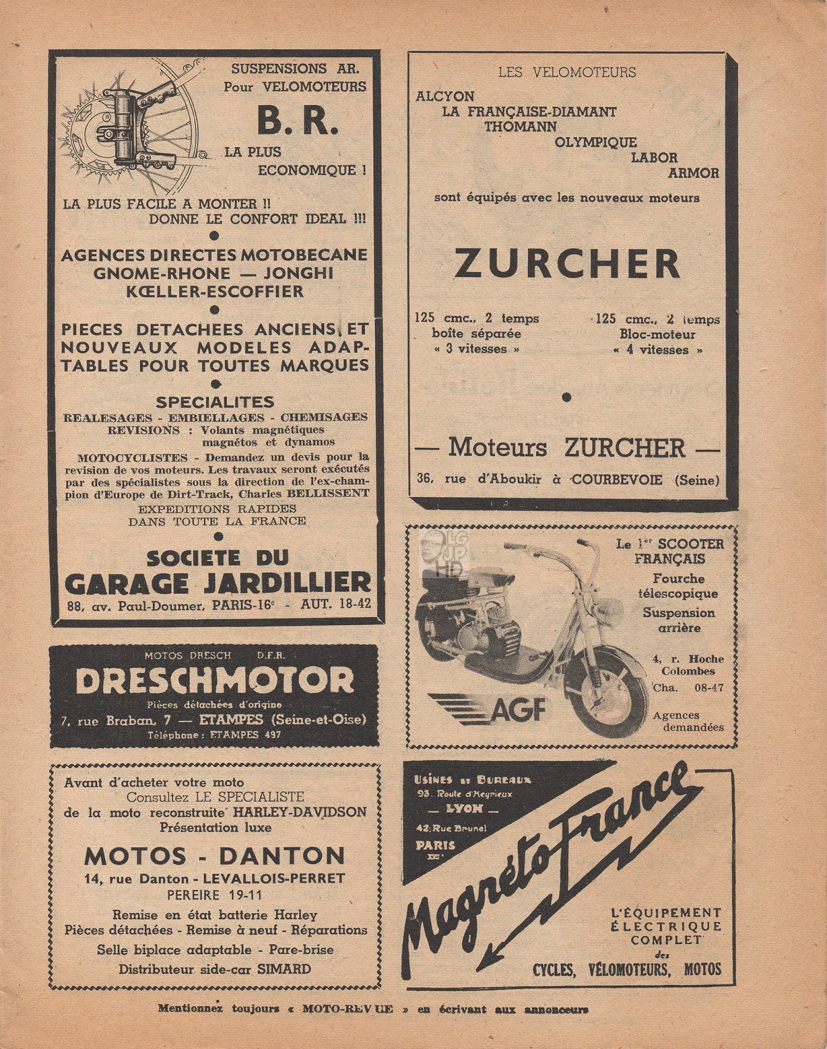 SUSPENSIONS AR.
Pour VELOMOTEURS
B. R.
LA PLUS
ECONOMIQUE !
LA PLUS FACILE A MONTER !!
DONNE LE CONFORT IDEAL !!!
AGENCES DIRECTES MOTOBECANE
GNOME-RHONE — JONGHI
KŒLLER-ESCOFFIER
PIECES DETACHEES ANCIENS ET
NOUVEAUX MODELES ADAP-
TABLES POUR TOUTES MARQUES
SPECIALITES
REALESAGES - EMBIELLAGES - CHEMISAGES
REVISIONS : Volants magnétiques
magnétos et dynamos
MOTOCYCLISTES - Demandez un devis pour la
revision de vos moteurs. Les travaux seront exécutés
par des spécialistes sous la direction de l'ex-cham-
pion d'Europe de Dirt-Track, Charles BELLISSENT
EXPEDITIONS RAPIDES
DANS TOUTE LA FRANCE
SOCIETE DU
GARAGE JARDILLIER
88, av. Paul-Doumer, PARIS-16e - AUT. 18-42
MOTOS DRESCH D.F.R.
DRESCHMOTOR
Pièces détachées d'origine
7, rue Braban, 7 — ETAMPES (Seine-et-Oise)
Téléphone : ETAMPES 497
Avant d'acheter votre moto
Consultez LE SPECIALISTE
de la moto reconstruite HARLEY-DAVIDSON
Présentation luxe
MOTOS - DANTON
14, rue Danton - LEVALLOIS-PERRET
PEREIRE 19-11
Remise en état batterie Harley
Pièces détachées - Remise à neuf - Réparations
Selle biplace adaptable - Pare-brise
Distributeur side-car SIMARD
LES VELOMOTEURS
ALCYON
LA FRANÇAISE-DIAMANT
THOMANN
OLYMPIQUE
LABOR
ARMOR
sont équipés avec les nouveaux moteurs
ZURCHER
125 cmc., 2 temps
boîte séparée
« 3 vitesses »
125 cmc., 2 temps
Bloc-moteur
« 4 vitesses »
— Moteurs ZURCHER —
36, rue d'Aboukir à COURBEVOIE (Seine)
LG
JP
HD
Le 1er SCOOTER
FRANÇAIS
Fourche
télescopique
Suspension
arrière
4, r. Hoche
Colombes
Cha. 08-47
Agences
demandées
AGF
USINES ET BUREAUX
93, Route d'Heyrieux
— LYON —
42, Rue Brunel
PARIS
Magnéto France
L'ÉQUIPEMENT
ÉLECTRIQUE
COMPLET
des
CYCLES, VÉLOMOTEURS, MOTOS
Mentionnez toujours « MOTO-REVUE » en écrivant aux annonceurs